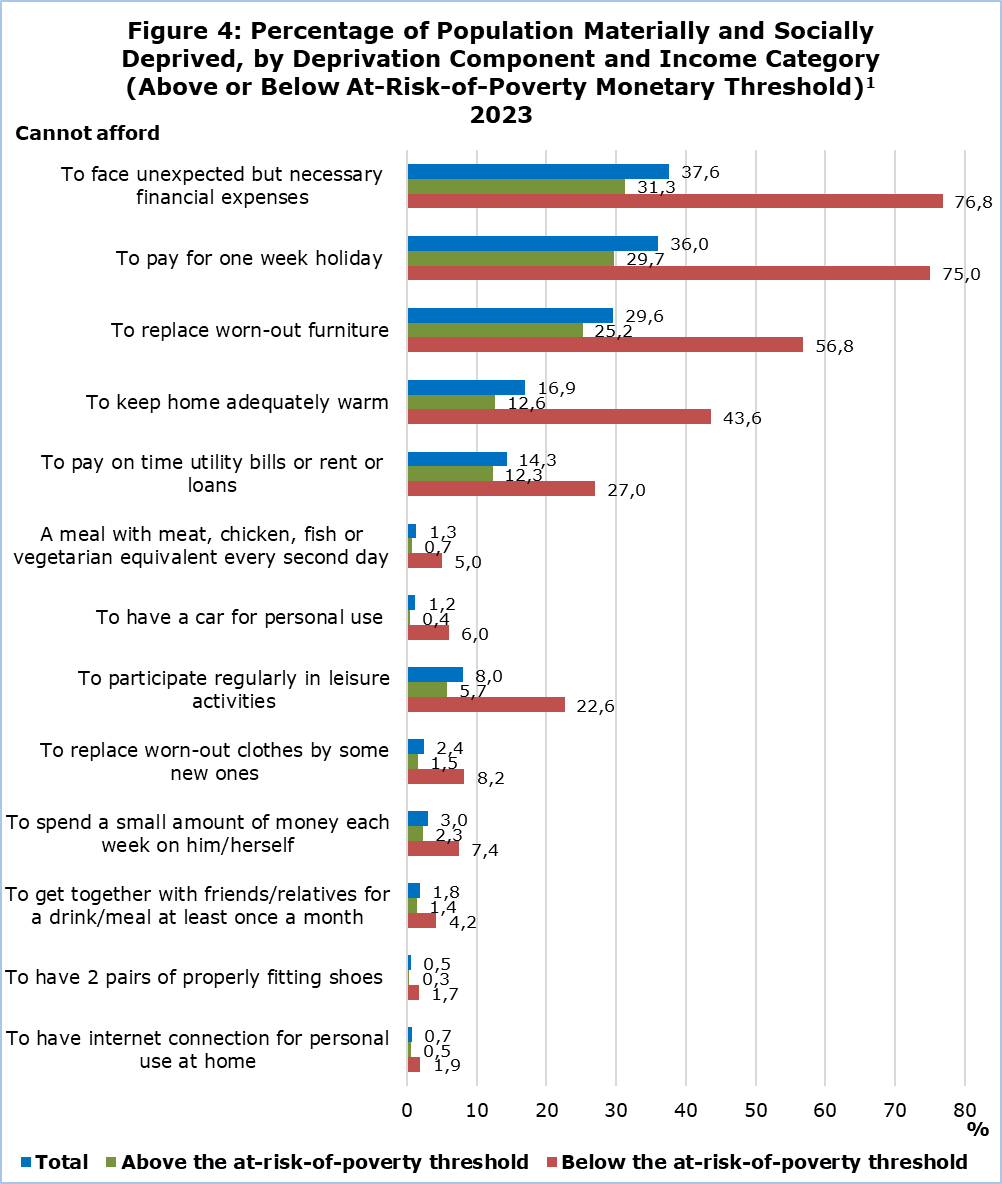 Figure 4: Percentage of Population Materially and Socially
Deprived, by Deprivation Component and Income Category
(Above or Below At-Risk-of-Poverty Monetary Threshold)¹
2023
Cannot afford
To face unexpected but necessary
financial expenses
37,6
31,3
76,8
To pay for one week holiday
36,0
29,7
75,0
To replace worn-out furniture
29,6
25,2
56,8
To keep home adequately warm
16,9
12,6
43,6
To pay on time utility bills or rent or
loans
14,3
12,3
27,0
A meal with meat, chicken, fish or
vegetarian equivalent every second day
1,3
0,7
5,0
To have a car for personal use
1,2
0,4
6,0
To participate regularly in leisure
activities
8,0
5,7
22,6
To replace worn-out clothes by some
new ones
2,4
1,5
8,2
To spend a small amount of money each
week on him/herself
3,0
2,3
7,4
To get together with friends/relatives for
a drink/meal at least once a month
1,8
1,4
4,2
To have 2 pairs of properly fitting shoes
0,5
0,3
1,7
To have internet connection for personal
use at home
0,7
0,5
1,9
0 10 20 30 40 50 60 70 80
%
Total Above the at-risk-of-poverty threshold Below the at-risk-of-poverty threshold